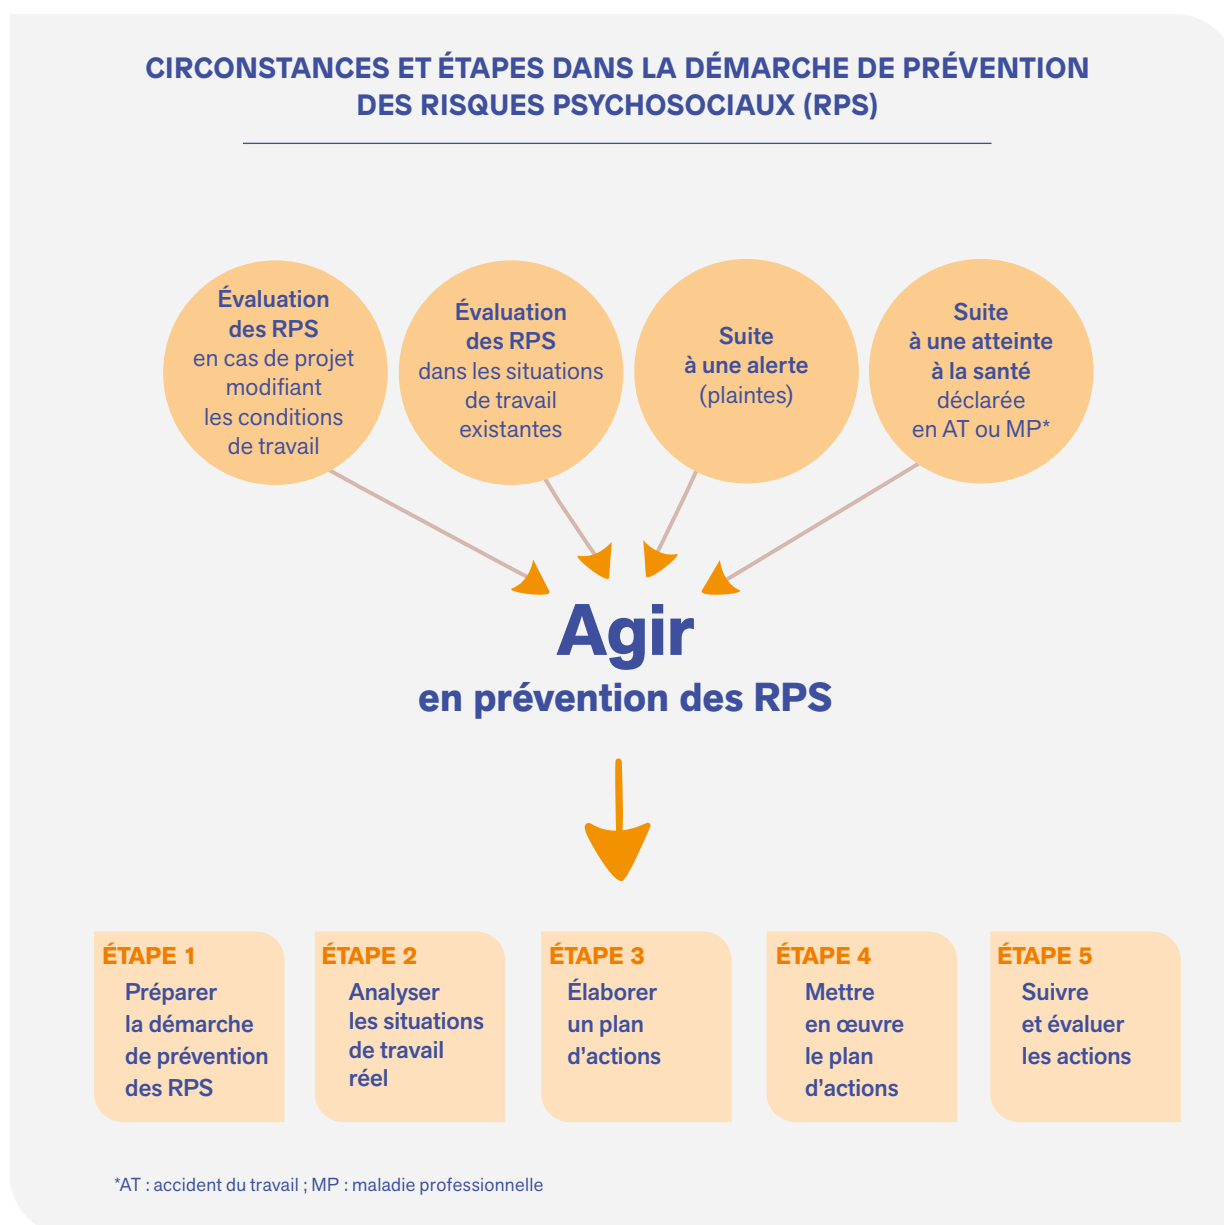 CIRCONSTANCES ET ÉTAPES DANS LA DÉMARCHE DE PRÉVENTION
DES RISQUES PSYCHOSOCIAUX (RPS)
Évaluation
des RPS
en cas de projet
modifiant
les conditions
de travail
Évaluation
des RPS
dans les situations
de travail
existantes
Suite
à une alerte
(plaintes)
Suite
à une atteinte
à la santé
déclarée
en AT ou MP*
Agir
en prévention des RPS
ÉTAPE 1
Préparer
la démarche
de prévention
des RPS
ÉTAPE 2
Analyser
les situations
de travail
réel
ÉTAPE 3
Élaborer
un plan
d’actions
ÉTAPE 4
Mettre
en œuvre
le plan
d’actions
ÉTAPE 5
Suivre
et évaluer
les actions
*AT : accident du travail ; MP : maladie professionnelle